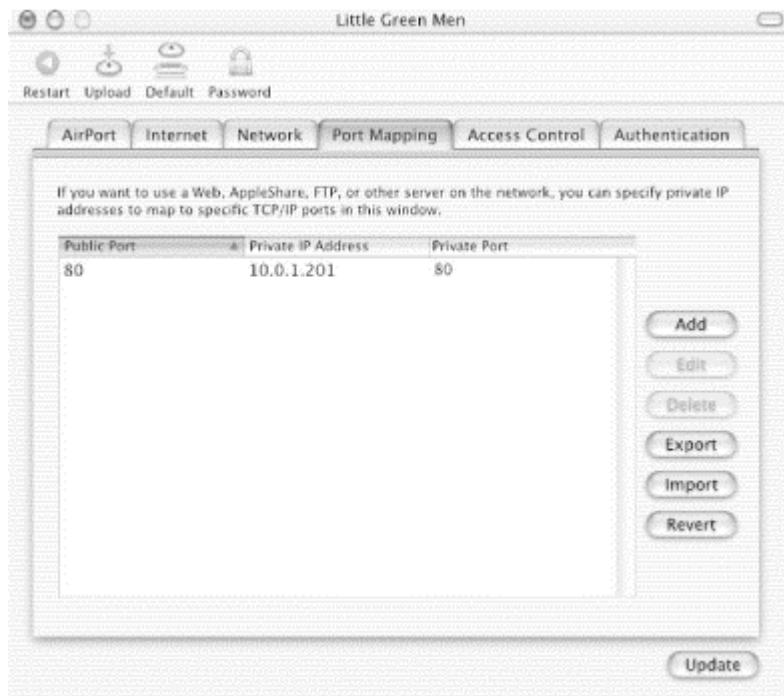 Little Green Men
Restart Upload Default Password
AirPort Internet Network Port Mapping Access Control Authentication
If you want to use a Web, AppleShare, FTP, or other server on the network, you can specify private IP
addresses to map to specific TCP/IP ports in this window.
Public Port Private IP Address Private Port
80 10.0.1.201 80
Add
Edit
Delete
Export
Import
Revert
Update